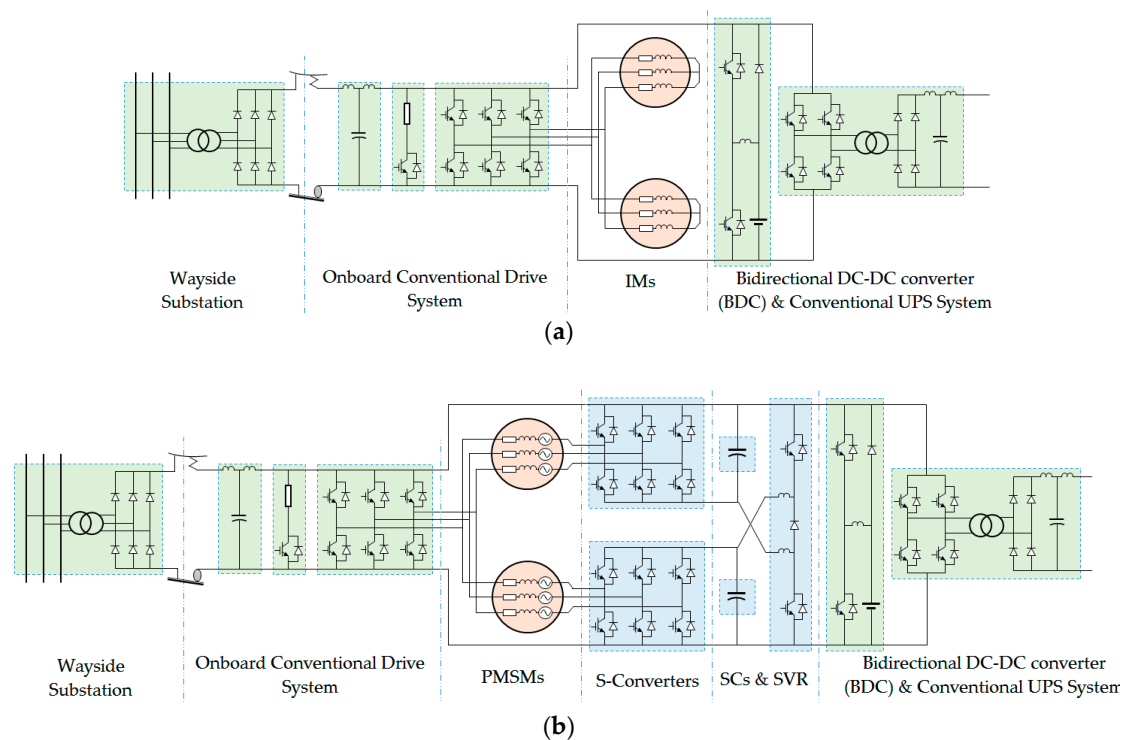 Wayside
Substation
Onboard Conventional Drive
System
IMs
Bidirectional DC-DC converter
(BDC) & Conventional UPS System
(a)
Wayside
Substation
Onboard Conventional Drive
System
PMSMs
S-Converters
SCs & SVR
Bidirectional DC-DC converter
(BDC) & Conventional UPS System
(b)